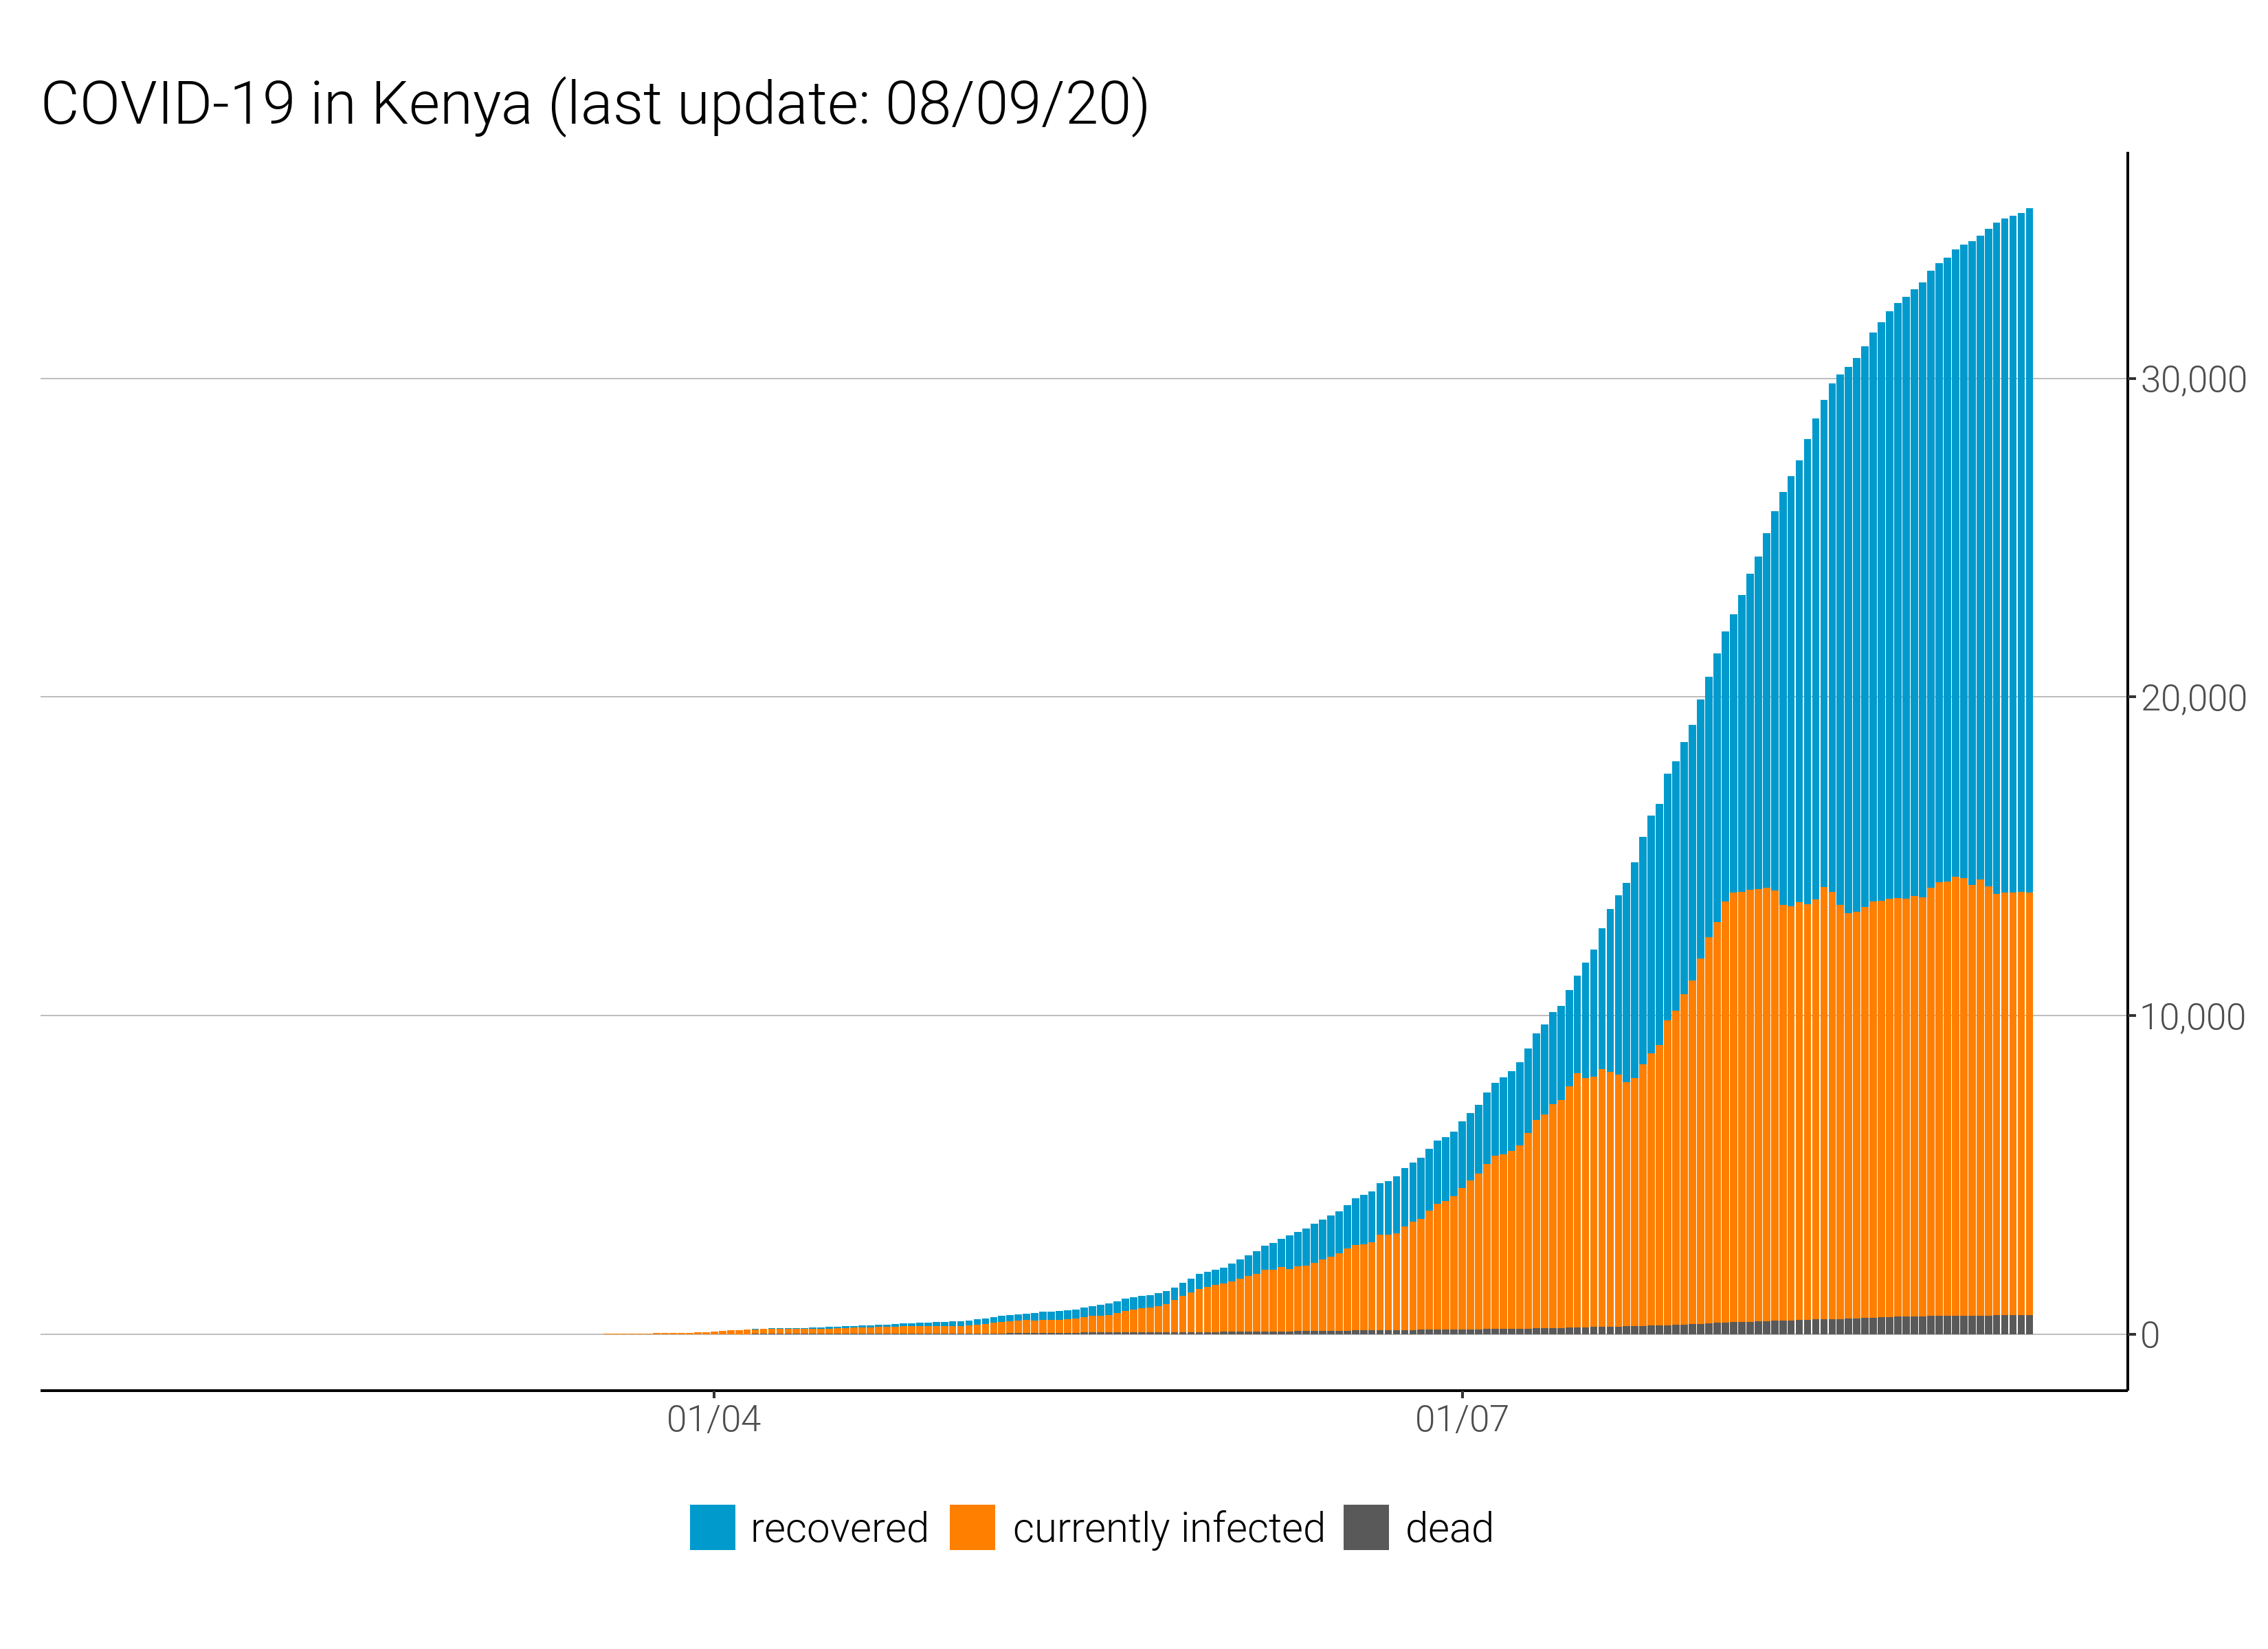 COVID-19 in Kenya (last update: 08/09/20)
30,000
20,000
10,000
0
01/04 01/07
recovered currently infected dead